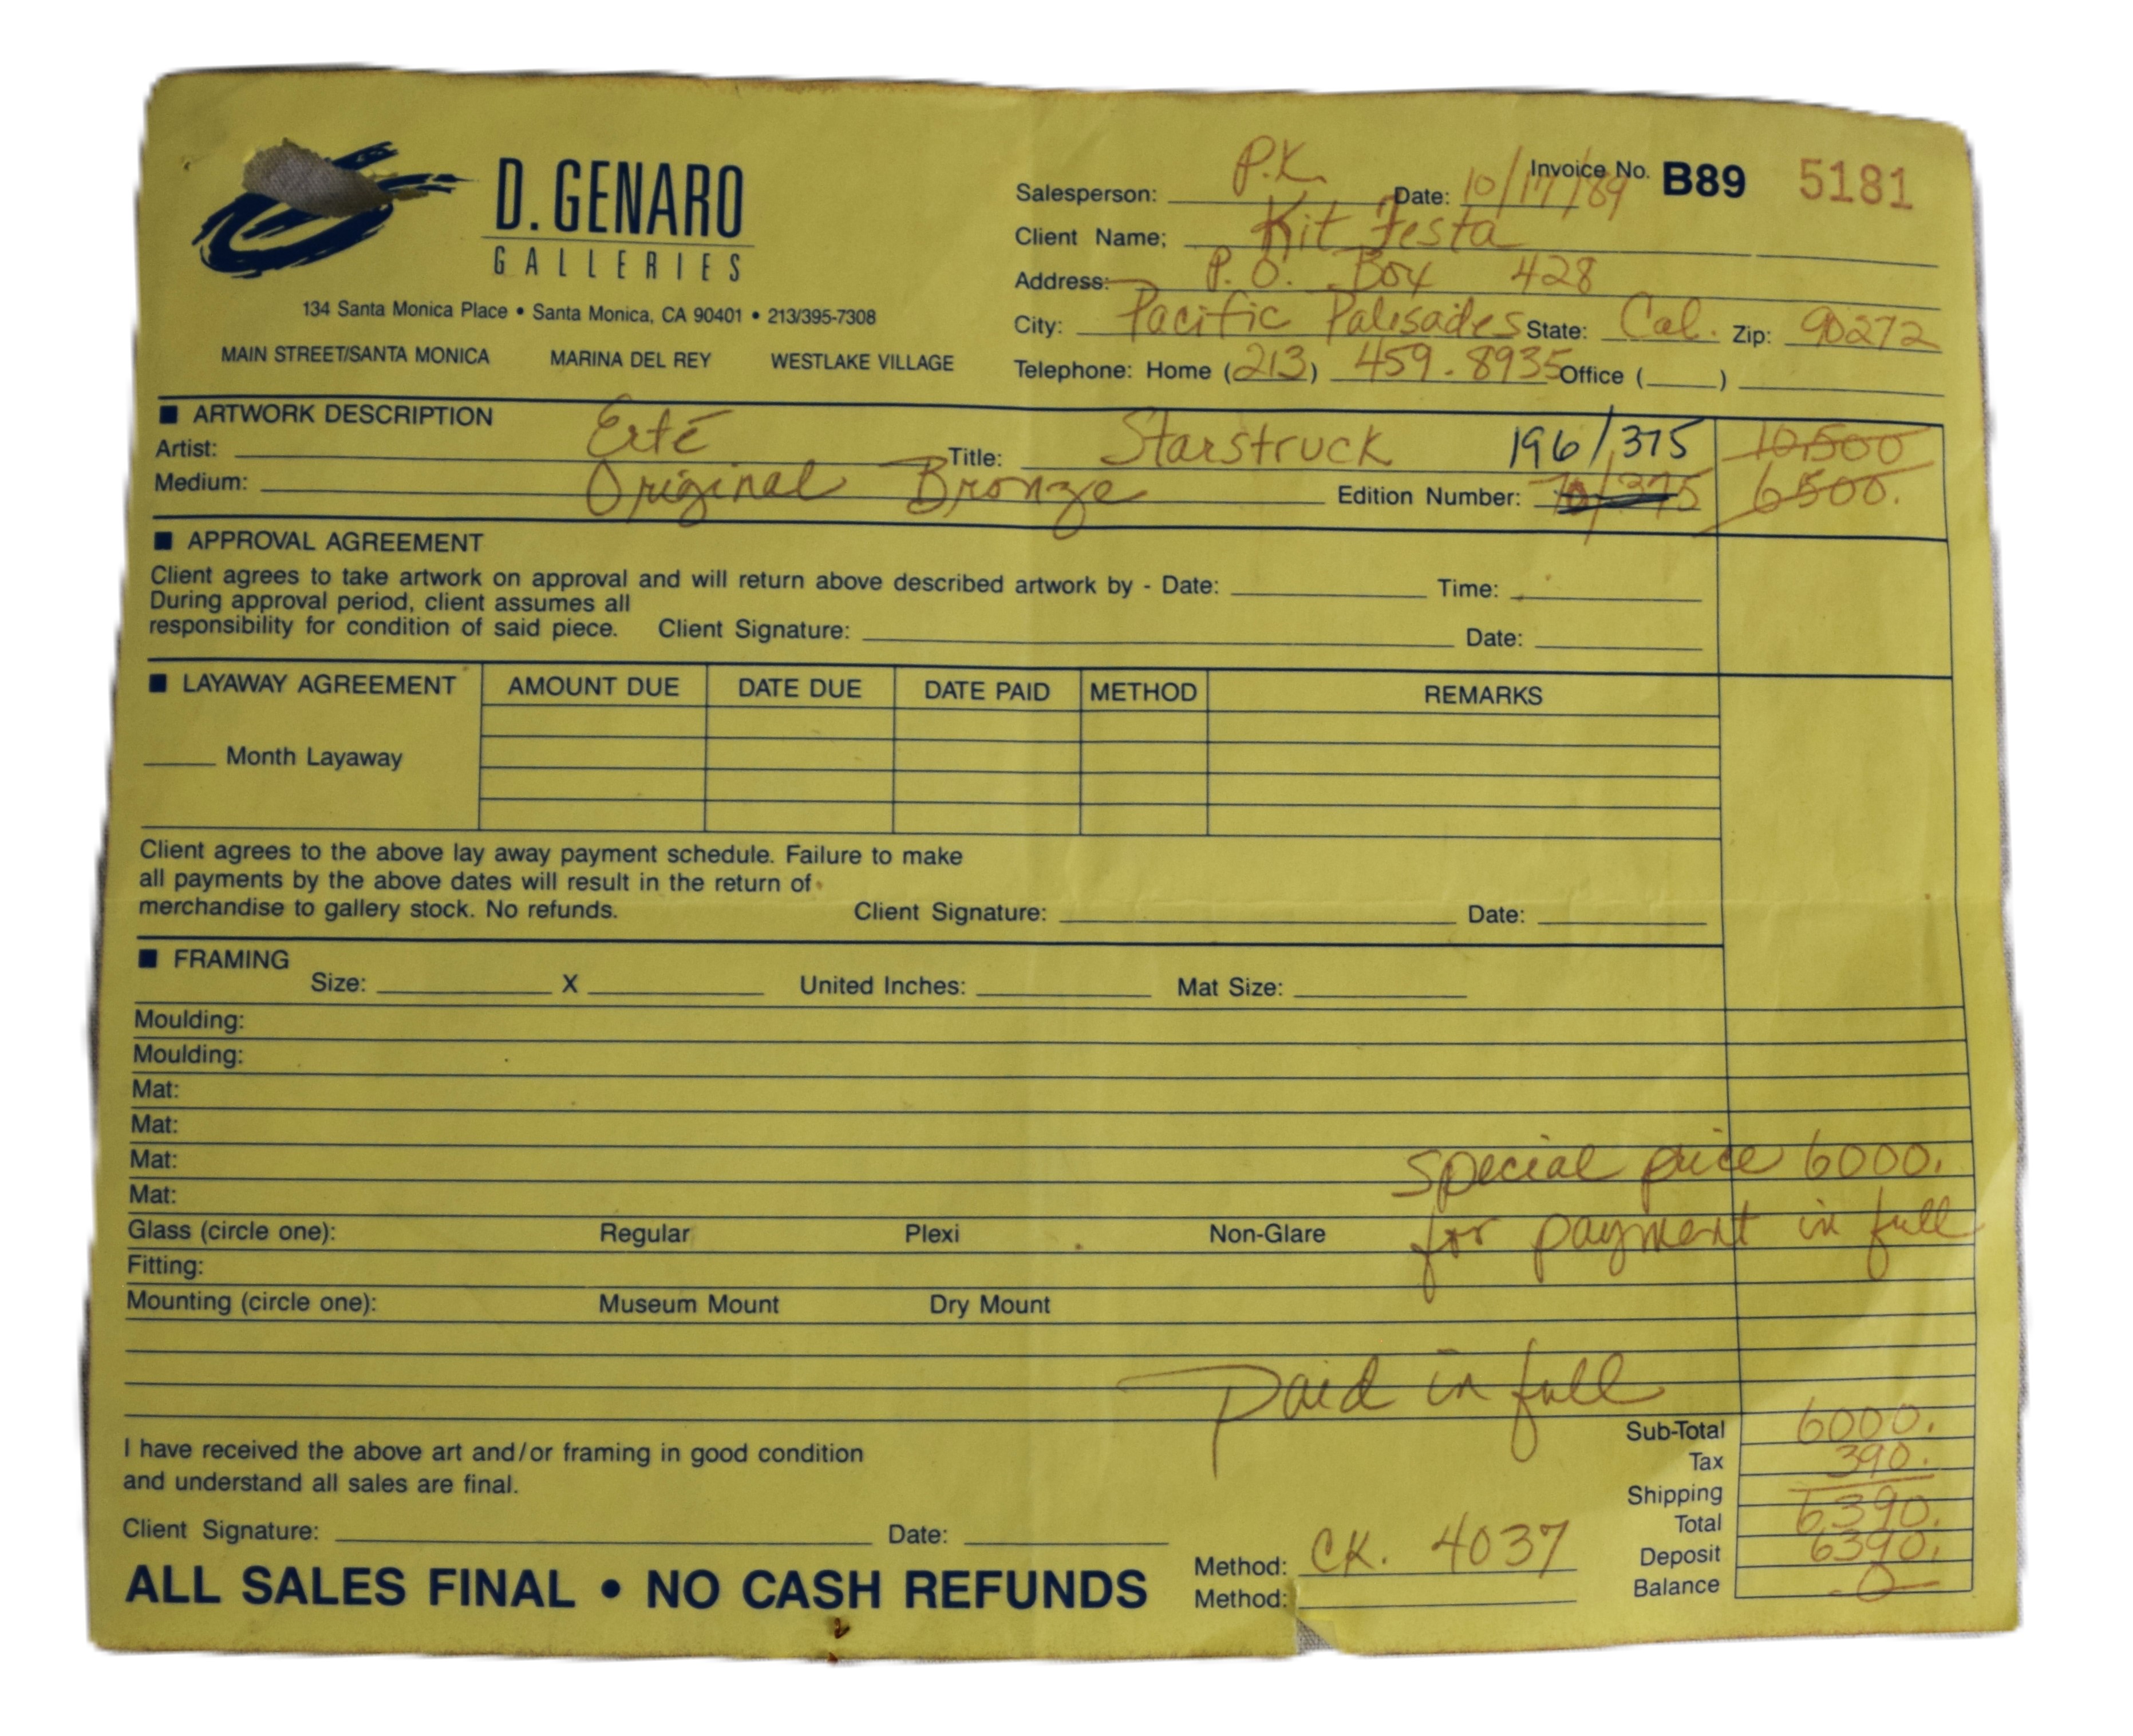 D. GENARO
GALLERIES
134 Santa Monica Place • Santa Monica, CA 90401 • 213/395-7308
MAIN STREET/SANTA MONICA MARINA DEL REY WESTLAKE VILLAGE
Invoice No. B89 5181
Salesperson: P.K. Date: 10/17/89
Client Name; Kit Festa
Address: P.O. Box 428
City: Pacific Palisades State: Cal. Zip: 90272
Telephone: Home (213) 459.8935 Office ( )
■ ARTWORK DESCRIPTION
Artist: Erté Title: Starstruck 196/375 10,500
Medium: Original Bronze Edition Number: /375 6500.
■ APPROVAL AGREEMENT
Client agrees to take artwork on approval and will return above described artwork by - Date: Time:
During approval period, client assumes all
responsibility for condition of said piece. Client Signature: Date:
■ LAYAWAY AGREEMENT AMOUNT DUE DATE DUE DATE PAID METHOD REMARKS
Month Layaway
Client agrees to the above lay away payment schedule. Failure to make
all payments by the above dates will result in the return of
merchandise to gallery stock. No refunds. Client Signature: Date:
■ FRAMING
Size: X United Inches: Mat Size:
Moulding:
Moulding:
Mat:
Mat:
Mat:
Special price 6000.
Mat:
Glass (circle one): Regular Plexi Non-Glare
for payment in full
Fitting:
Mounting (circle one): Museum Mount Dry Mount
Paid in full
Sub-Total 6000.
Tax 390.
Shipping
Total 6390.
Deposit 6390.
Balance -0-
I have received the above art and/or framing in good condition
and understand all sales are final.
Client Signature: Date:
Method: CK. 4037
Method:
ALL SALES FINAL • NO CASH REFUNDS